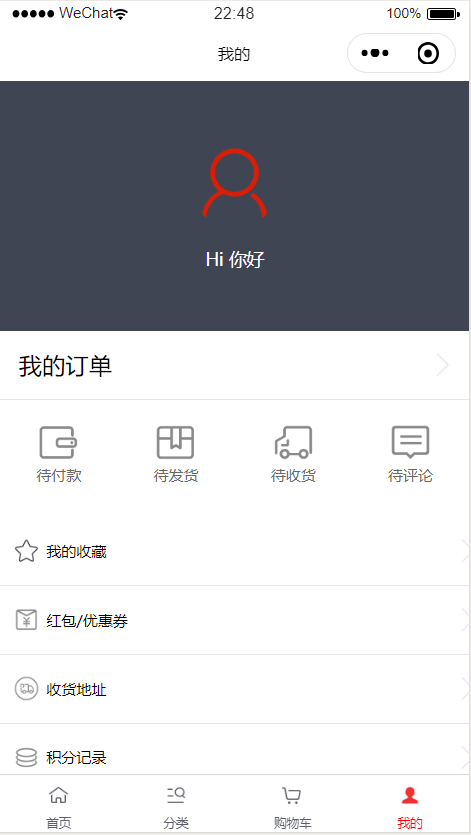 WeChat 22:48 100%
我的
Hi 你好
我的订单
待付款 待发货 待收货 待评论
我的收藏
红包/优惠券
收货地址
积分记录
首页 分类 购物车 我的